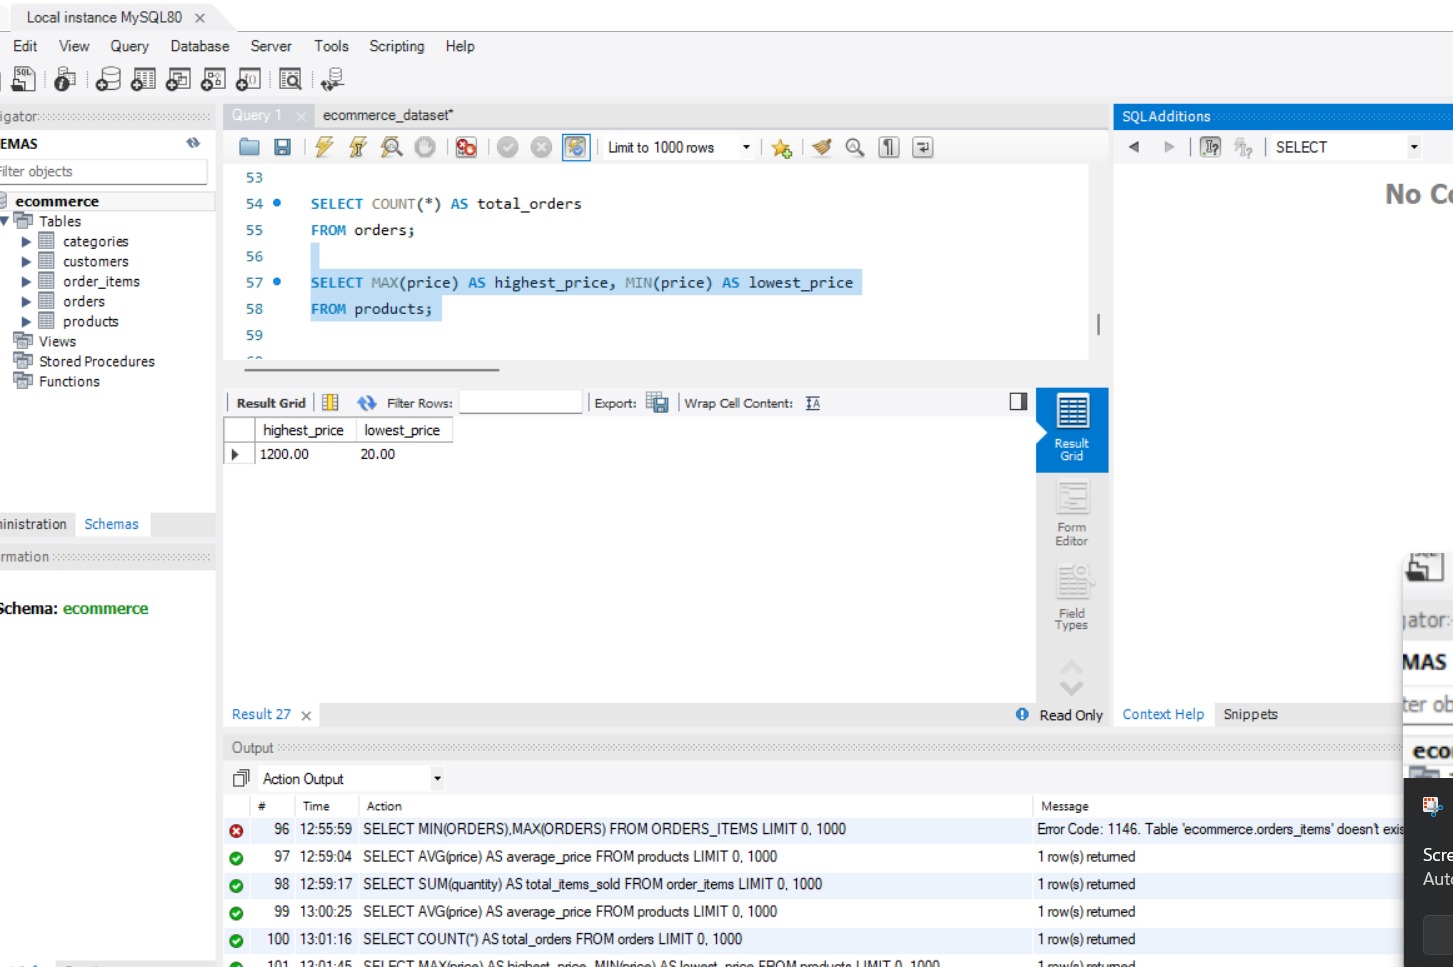 Local instance MySQL80
Edit View Query Database Server Tools Scripting Help
igator
EMAS
Filter objects
ecommerce
Tables
categories
customers
order_items
orders
products
Views
Stored Procedures
Functions
ministration Schemas
rmation
Schema: ecommerce
Query 1 ecommerce_dataset*
Limit to 1000 rows
53
54 SELECT COUNT(*) AS total_orders
55 FROM orders;
56
57 SELECT MAX(price) AS highest_price, MIN(price) AS lowest_price
58 FROM products;
59
Result Grid Filter Rows: Export: Wrap Cell Content:
highest_price lowest_price
1200.00 20.00
Result Grid
Form Editor
Field Types
Result 27 Read Only
SQLAdditions
SELECT
No Co
Context Help Snippets
Output
Action Output
# Time Action Message
96 12:55:59 SELECT MIN(ORDERS),MAX(ORDERS) FROM ORDERS_ITEMS LIMIT 0, 1000 Error Code: 1146. Table 'ecommerce.orders_items' doesn't exis
97 12:59:04 SELECT AVG(price) AS average_price FROM products LIMIT 0, 1000 1 row(s) returned
98 12:59:17 SELECT SUM(quantity) AS total_items_sold FROM order_items LIMIT 0, 1000 1 row(s) returned
99 13:00:25 SELECT AVG(price) AS average_price FROM products LIMIT 0, 1000 1 row(s) returned
100 13:01:16 SELECT COUNT(*) AS total_orders FROM orders LIMIT 0, 1000 1 row(s) returned
101 13:01:45 SELECT MAX(price) AS highest_price, MIN(price) AS lowest_price FROM products LIMIT 0, 1000 1 row(s) returned
gator:
MAS
ter ob
eco
Scre
Auto